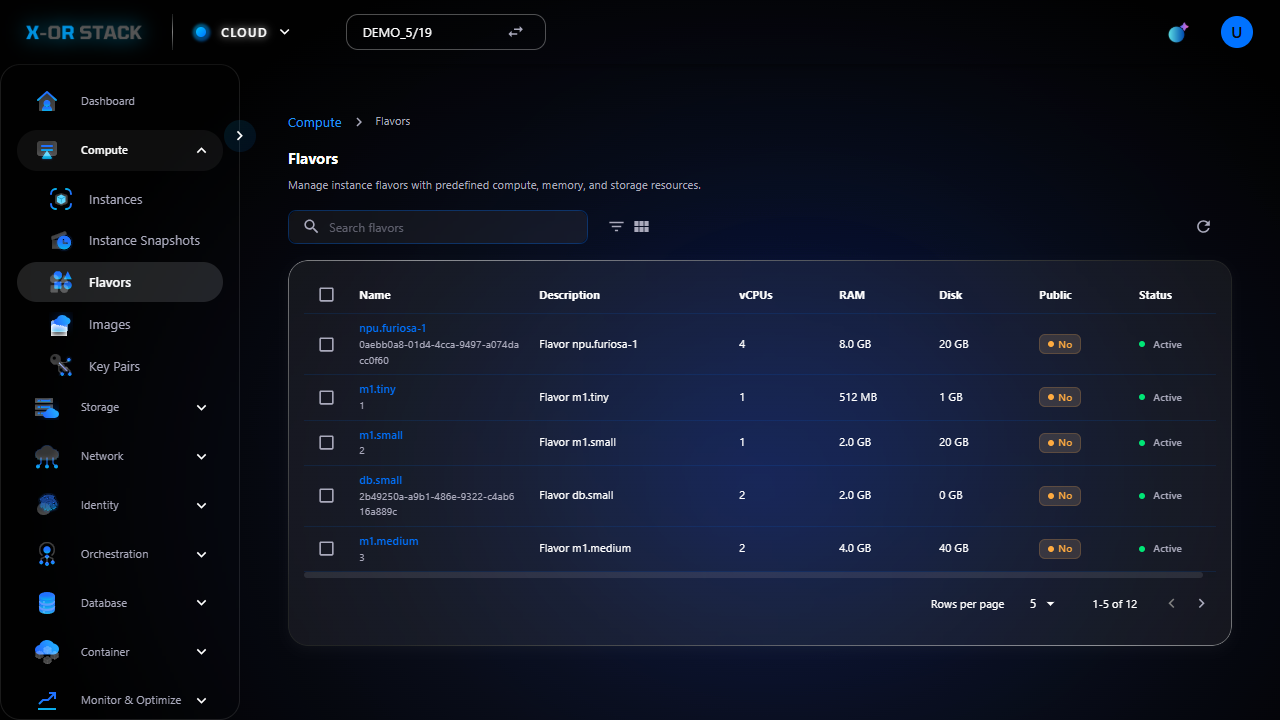 X-OR STACK
CLOUD
DEMO_5/19
U
Dashboard
Compute
Instances
Instance Snapshots
Flavors
Images
Key Pairs
Storage
Network
Identity
Orchestration
Database
Container
Monitor & Optimize
Compute > Flavors
Flavors
Manage instance flavors with predefined compute, memory, and storage resources.
Search flavors
Name Description vCPUs RAM Disk Public Status
npu.furiosa-1
0aebb0a8-01d4-4cca-9497-a074da
cc0f60
Flavor npu.furiosa-1 4 8.0 GB 20 GB No Active
m1.tiny
1
Flavor m1.tiny 1 512 MB 1 GB No Active
m1.small
2
Flavor m1.small 1 2.0 GB 20 GB No Active
db.small
2b49250a-a9b1-486e-9322-c4ab6
16a889c
Flavor db.small 2 2.0 GB 0 GB No Active
m1.medium
3
Flavor m1.medium 2 4.0 GB 40 GB No Active
Rows per page 5 1-5 of 12